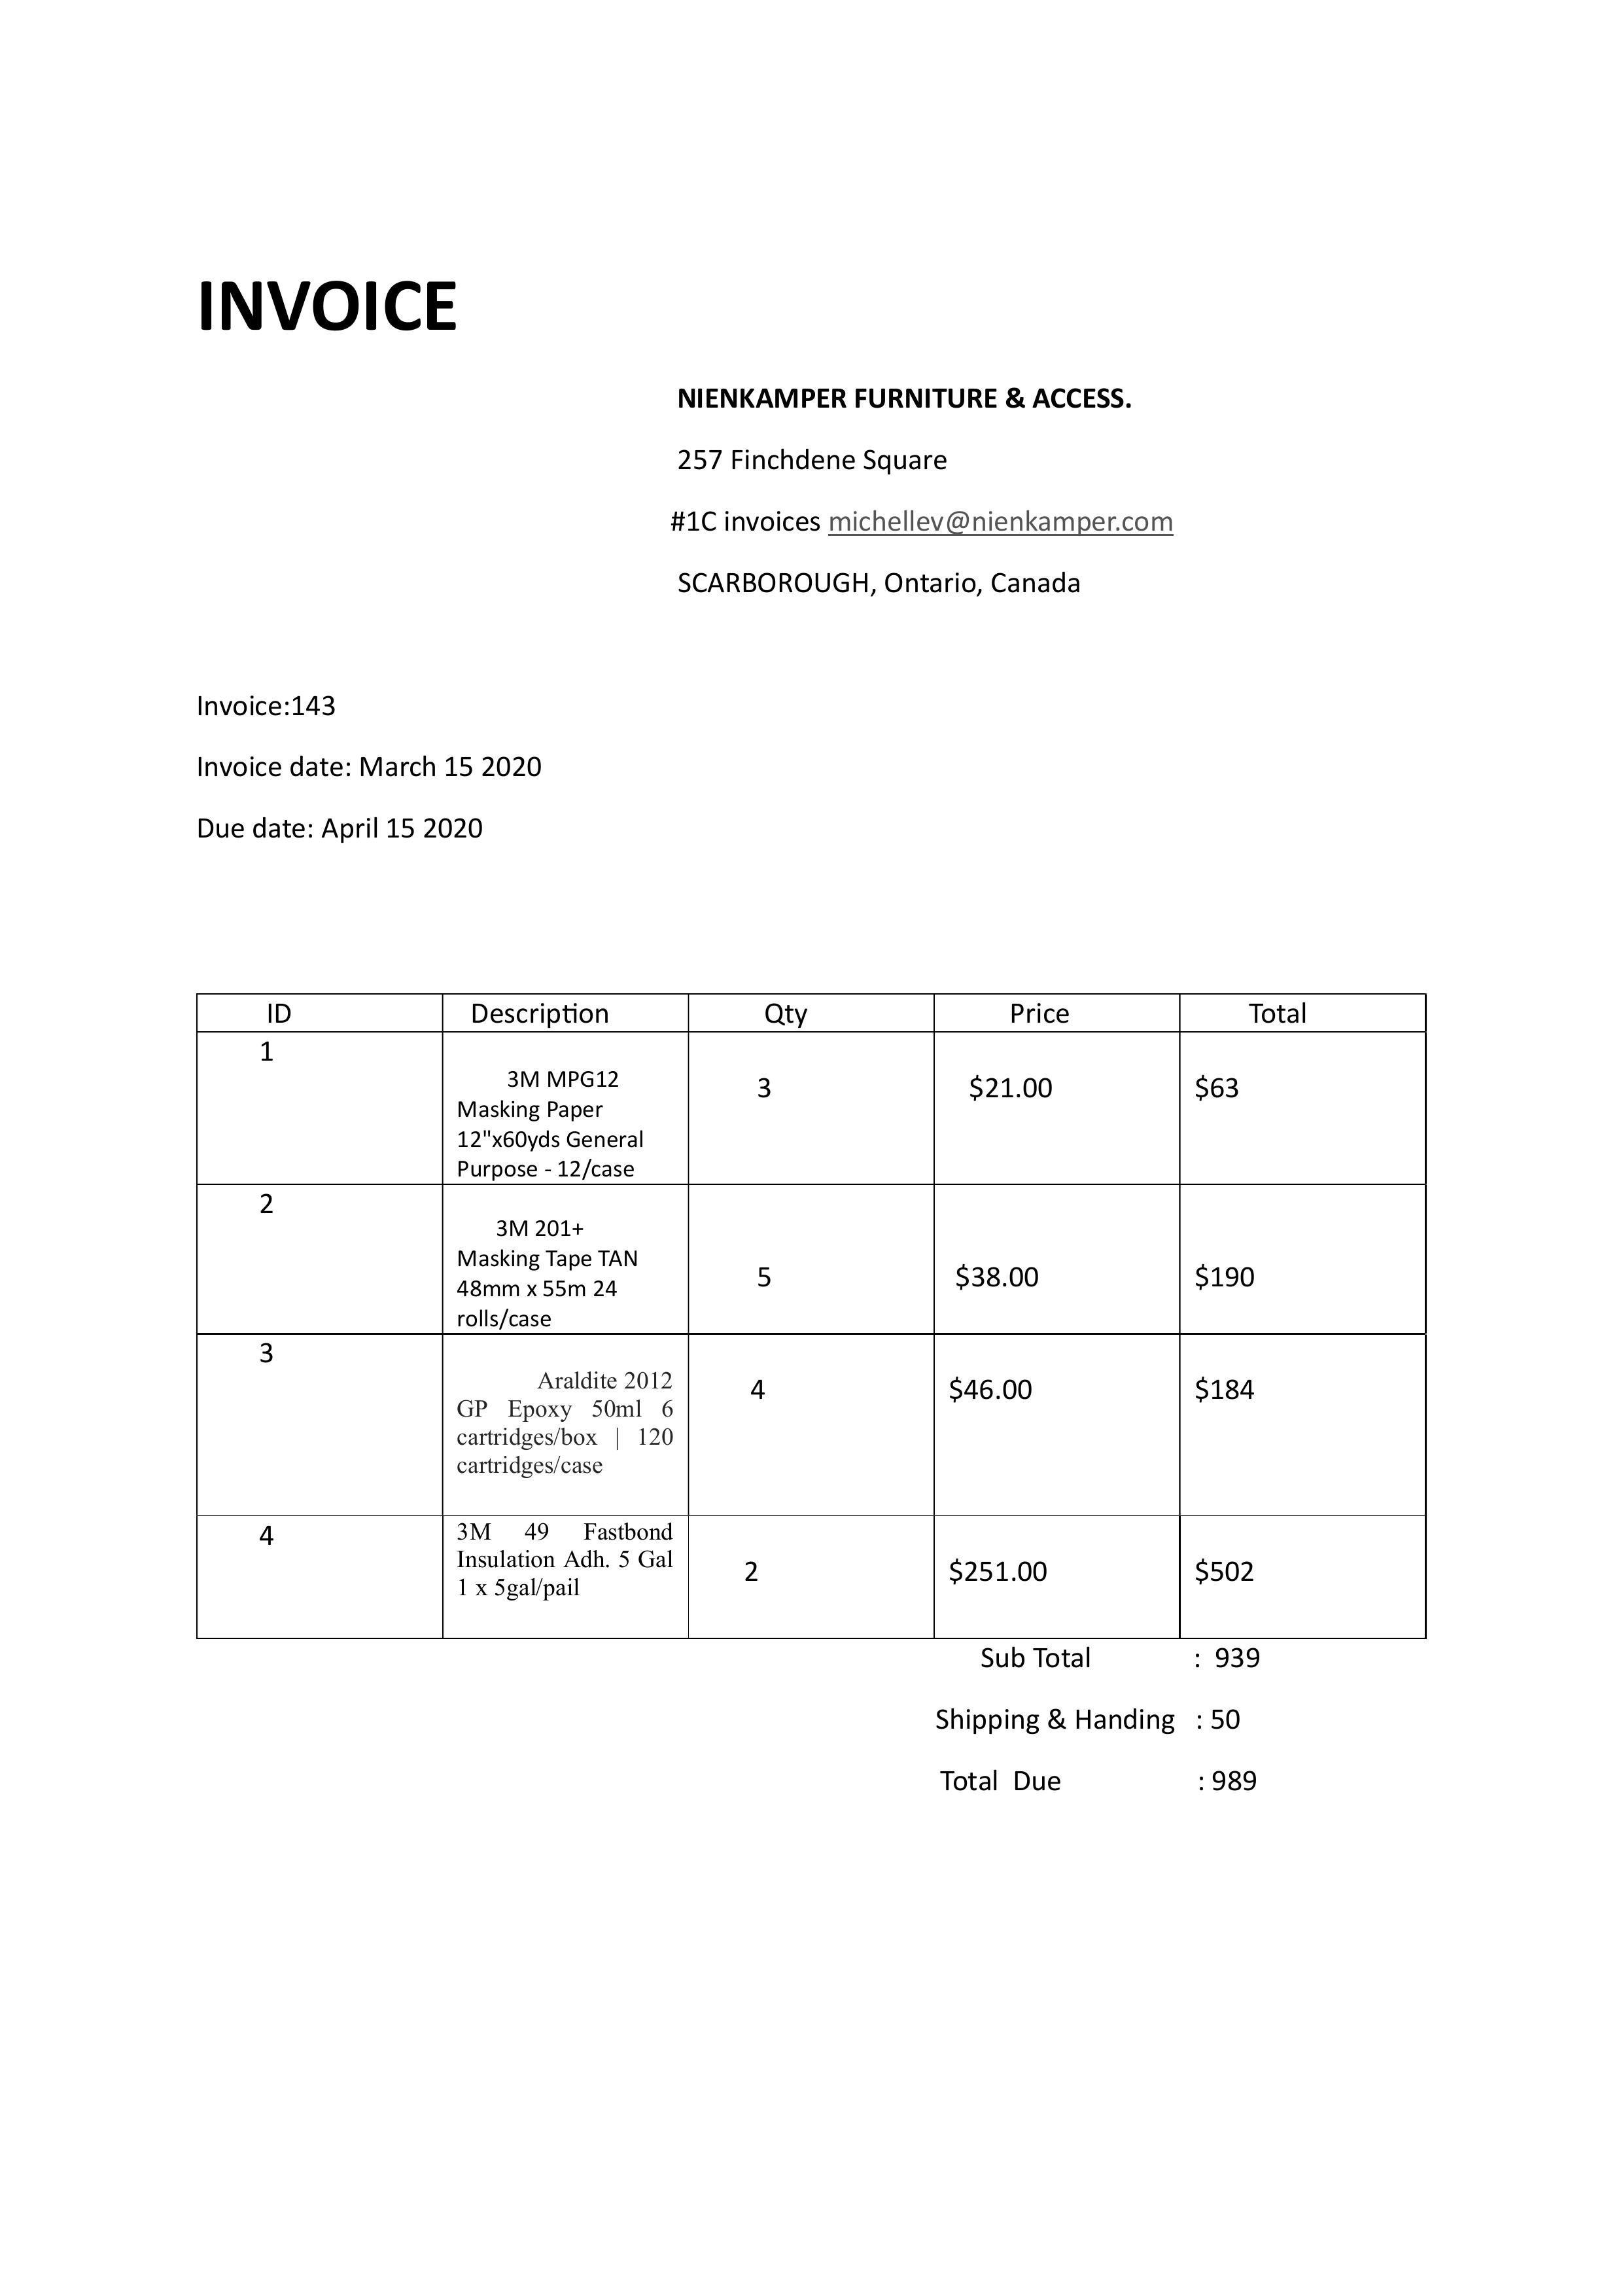 INVOICE
NIENKAMPER FURNITURE & ACCESS.
257 Finchdene Square
#1C invoices michellev@nienkamper.com
SCARBOROUGH, Ontario, Canada
Invoice:143
Invoice date: March 15 2020
Due date: April 15 2020
ID Description Qty Price Total
1
3M MPG12
Masking Paper
12"x60yds General
Purpose - 12/case
3 $21.00 $63
2
3M 201+
Masking Tape TAN
48mm x 55m 24
rolls/case
5 $38.00 $190
3
Araldite 2012
GP Epoxy 50ml 6
cartridges/box | 120
cartridges/case
4 $46.00 $184
4
3M 49 Fastbond
Insulation Adh. 5 Gal
1 x 5gal/pail
2 $251.00 $502
Sub Total : 939
Shipping & Handing : 50
Total Due : 989